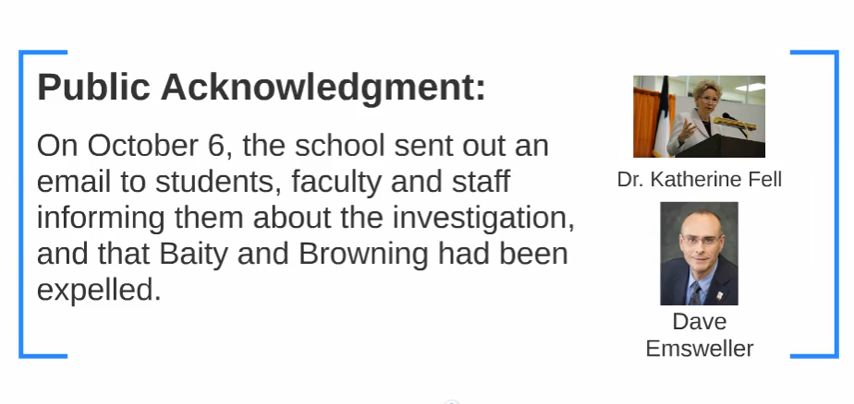 Public Acknowledgment:
On October 6, the school sent out an
email to students, faculty and staff
informing them about the investigation,
and that Baity and Browning had been
expelled.
Dr. Katherine Fell
Dave
Emsweller